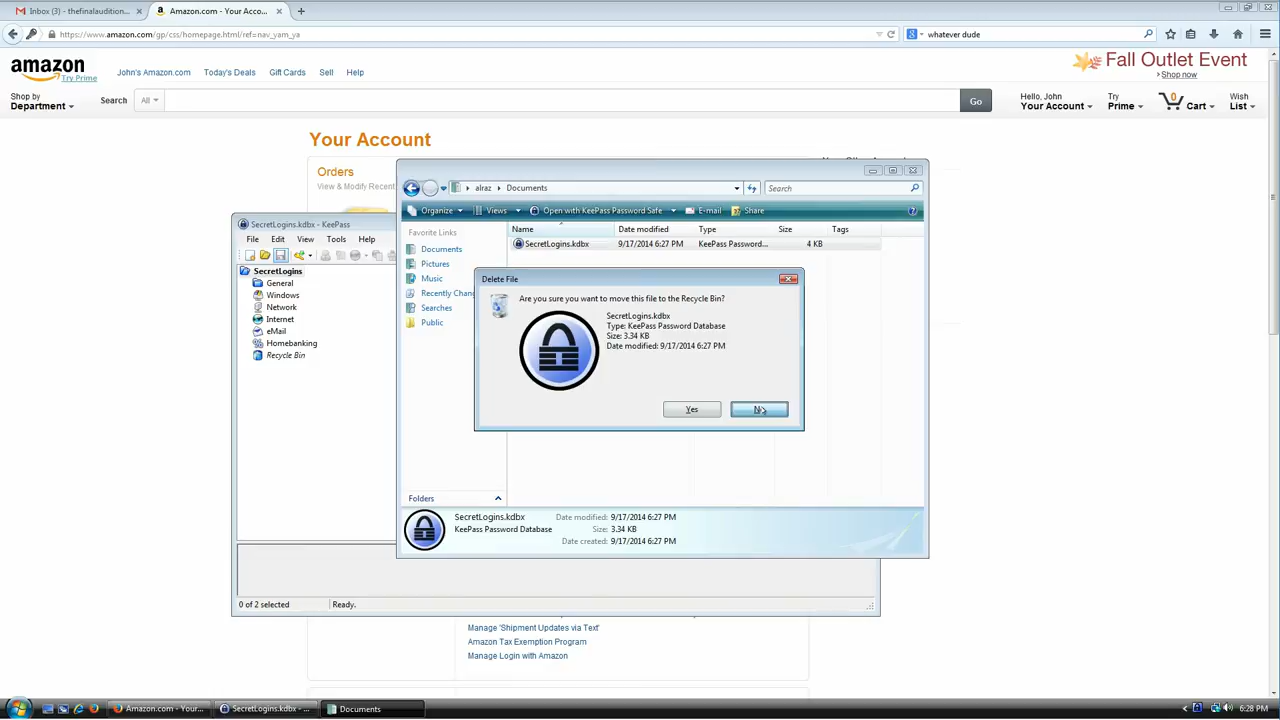 Inbox (3) - thefinalaudition...
Amazon.com - Your Acco...
https://www.amazon.com/gp/css/homepage.html/ref=nav_yam_ya
whatever dude
amazon
Try Prime
John's Amazon.com
Today's Deals
Gift Cards
Sell
Help
Fall Outlet Event
Shop now
Shop by
Department
Search
All
Go
Hello, John
Your Account
Try
Prime
0
Cart
Wish
List
Your Account
Orders
View & Modify Recent
alraz
Documents
Search
Organize
Views
Open with KeePass Password Safe
E-mail
Share
SecretLogins.kdbx - KeePass
File Edit View Tools Help
SecretLogins
General
Windows
Network
Internet
eMail
Homebanking
Recycle Bin
Favorite Links
Documents
Pictures
Music
Recently Chang
Searches
Public
Folders
Name Date modified Type Size Tags
SecretLogins.kdbx 9/17/2014 6:27 PM KeePass Password... 4 KB
Delete File
Are you sure you want to move this file to the Recycle Bin?
SecretLogins.kdbx
Type: KeePass Password Database
Size: 3.34 KB
Date modified: 9/17/2014 6:27 PM
Yes
SecretLogins.kdbx Date modified: 9/17/2014 6:27 PM
KeePass Password Database Size: 3.34 KB
Date created: 9/17/2014 6:27 PM
0 of 2 selected
Ready.
Manage 'Shipment Updates via Text'
Amazon Tax Exemption Program
Manage Login with Amazon
Amazon.com - Your...
SecretLogins.kdbx - ...
Documents
6:28 PM